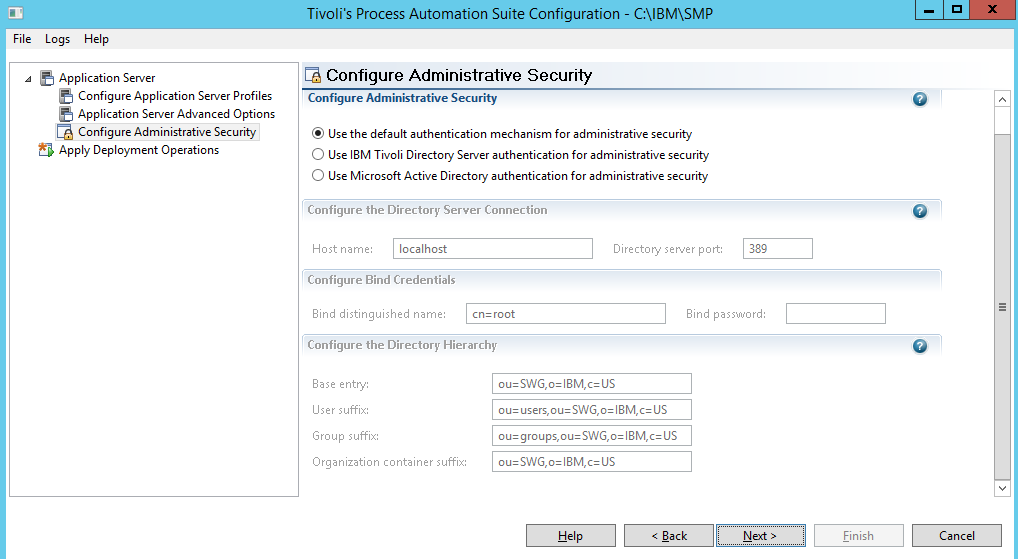 Tivoli's Process Automation Suite Configuration - C:\IBM\SMP
File Logs Help
Application Server
Configure Application Server Profiles
Application Server Advanced Options
Configure Administrative Security
Apply Deployment Operations
Configure Administrative Security
Configure Administrative Security
Use the default authentication mechanism for administrative security
Use IBM Tivoli Directory Server authentication for administrative security
Use Microsoft Active Directory authentication for administrative security
Configure the Directory Server Connection
Host name: localhost Directory server port: 389
Configure Bind Credentials
Bind distinguished name: cn=root Bind password:
Configure the Directory Hierarchy
Base entry: ou=SWG,o=IBM,c=US
User suffix: ou=users,ou=SWG,o=IBM,c=US
Group suffix: ou=groups,ou=SWG,o=IBM,c=US
Organization container suffix: ou=SWG,o=IBM,c=US
Help < Back Next > Finish Cancel